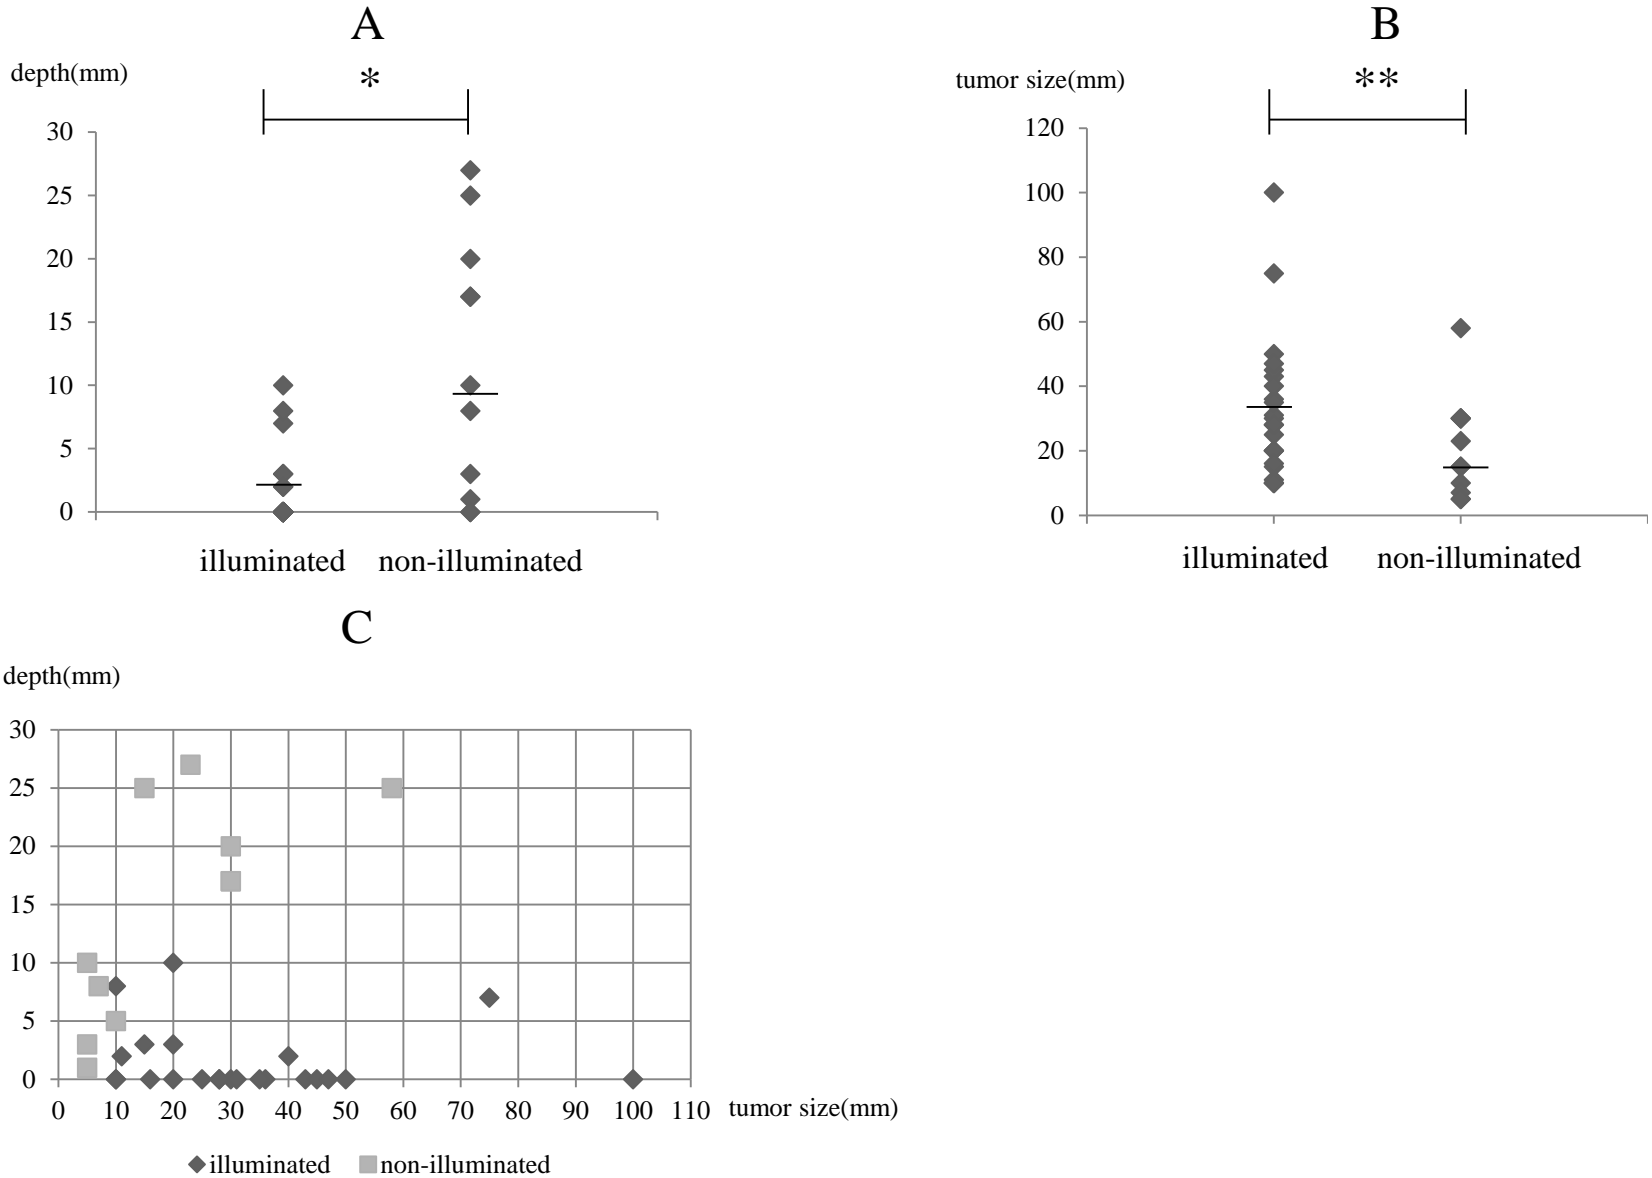 A
depth(mm)
*
30
25
20
15
10
5
0
illuminated non-illuminated
B
tumor size(mm)
**
120
100
80
60
40
20
0
illuminated non-illuminated
C
depth(mm)
30
25
20
15
10
5
0
0 10 20 30 40 50 60 70 80 90 100 110 tumor size(mm)
illuminated non-illuminated